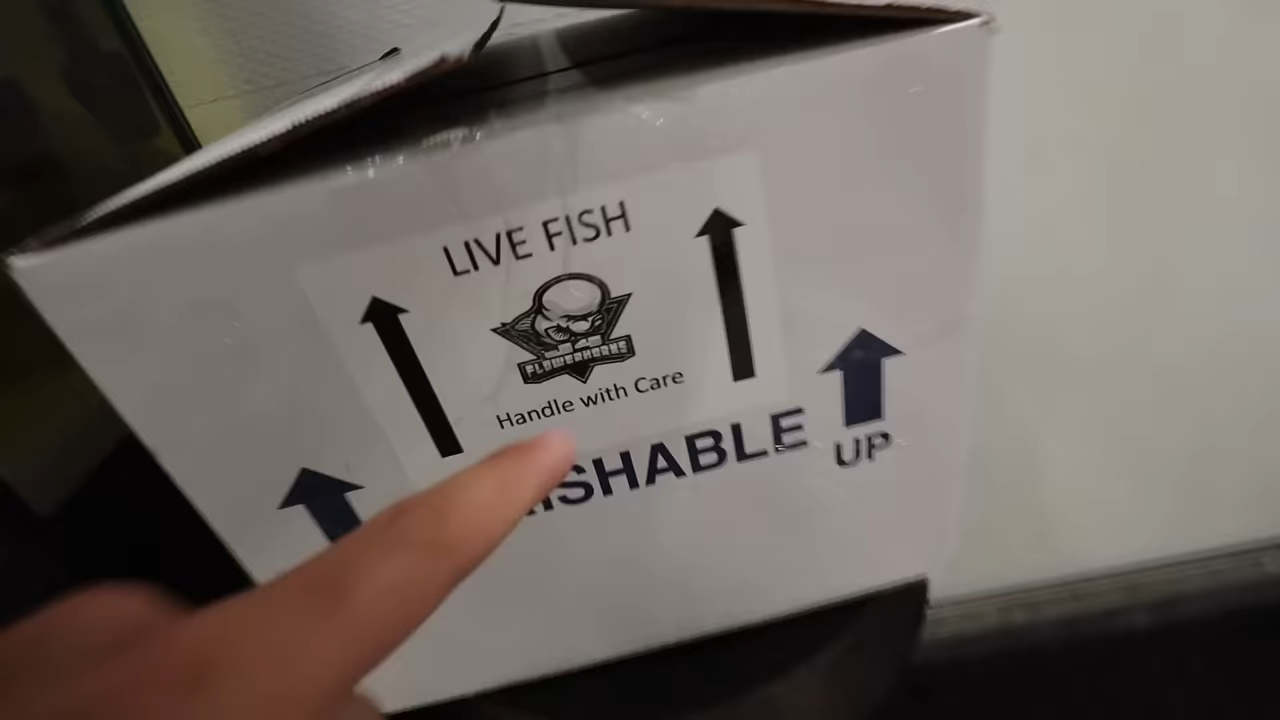 LIVE FISH
FLOWERHORNS
Handle with Care
ISHABLE
UP